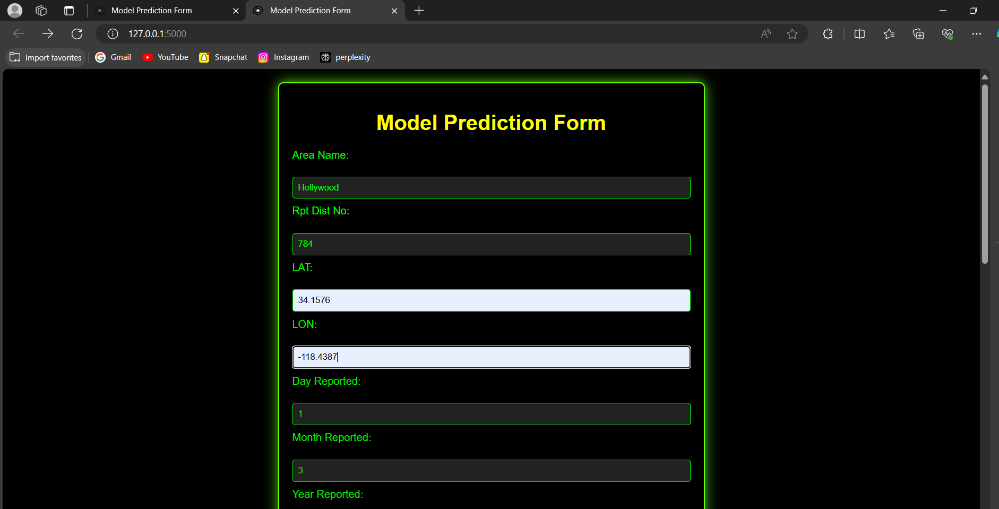 Model Prediction Form
Model Prediction Form
127.0.0.1:5000
Import favorites
Gmail
YouTube
Snapchat
Instagram
perplexity
Model Prediction Form
Area Name:
Hollywood
Rpt Dist No:
784
LAT:
34.1576
LON:
-118.4387
Day Reported:
1
Month Reported:
3
Year Reported: